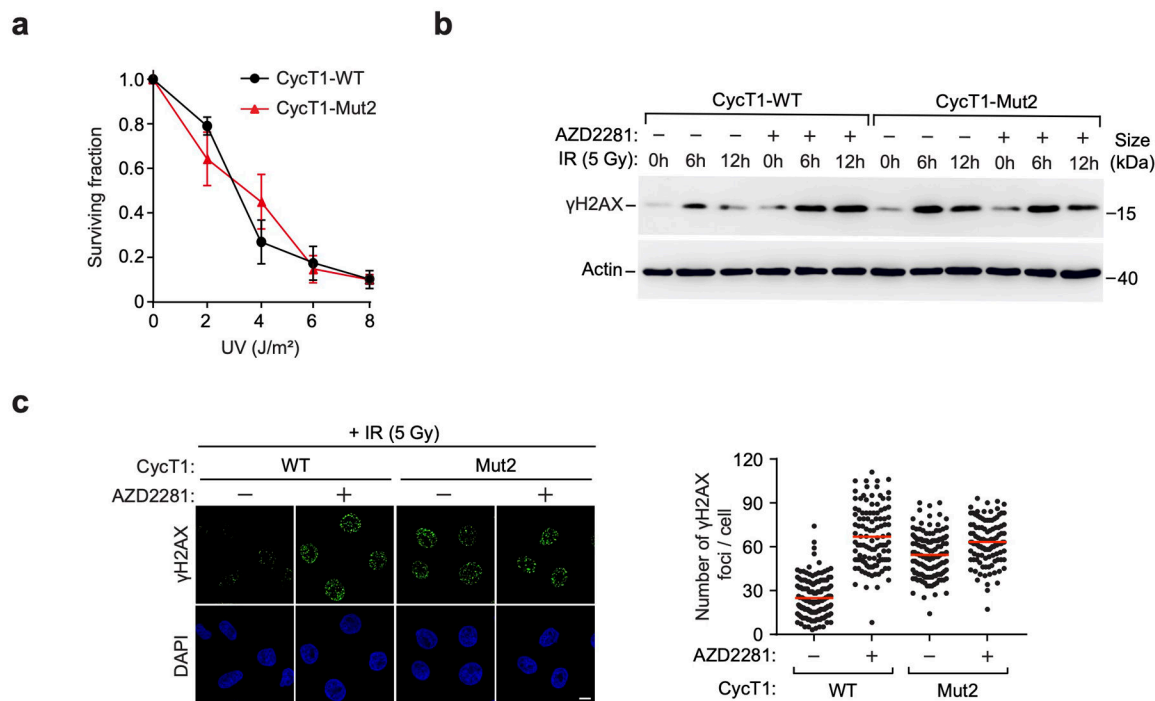 a
1.0
0.8
0.6
0.4
0.2
0
0 2 4 6 8
Surviving fraction
UV (J/m²)
CycT1-WT
CycT1-Mut2
b
CycT1-WT CycT1-Mut2
AZD2281: – – – + + + – – – + + + Size
IR (5 Gy) 0h 6h 12h 0h 6h 12h 0h 6h 12h 0h 6h 12h (kDa)
γH2AX – –15
Actin – –40
c
+ IR (5 Gy)
CycT1: WT Mut2
AZD2281: – + – +
γH2AX
DAPI
120
90
60
30
0
Number of γH2AX
foci / cell
AZD2281: – + – +
CycT1: WT Mut2